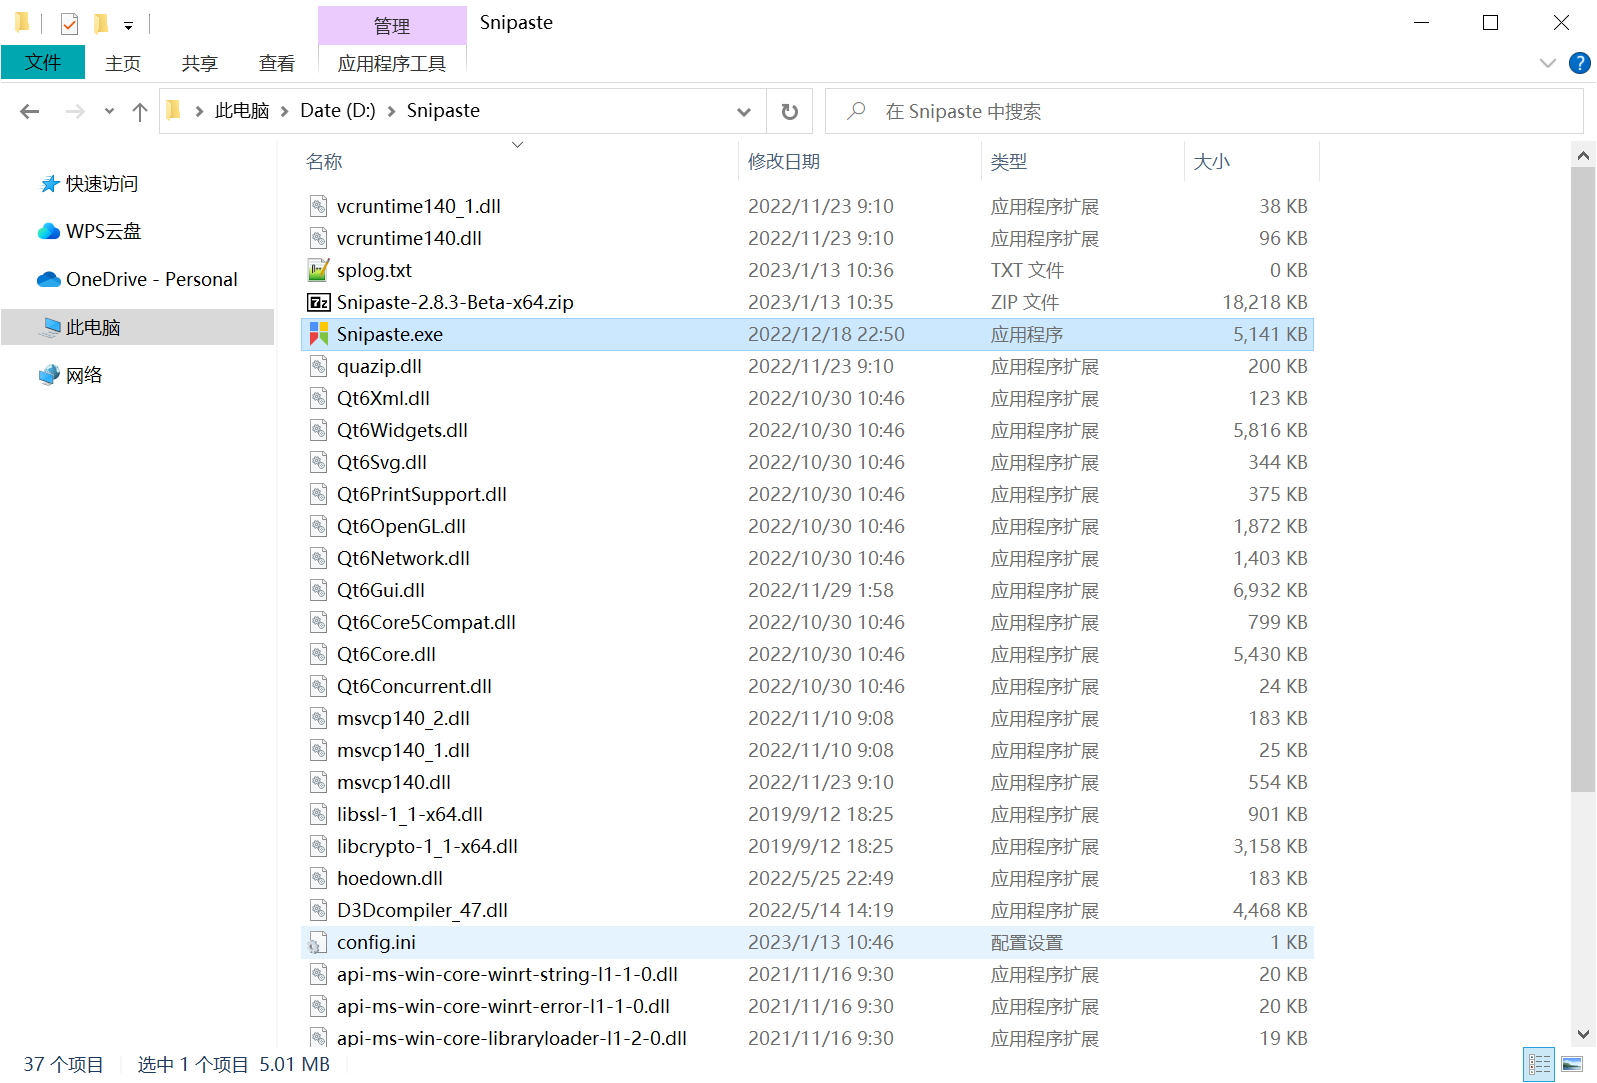 管理 Snipaste
文件 主页 共享 查看 应用程序工具
此电脑 Date (D:) Snipaste 在 Snipaste 中搜索
名称 修改日期 类型 大小
快速访问
WPS云盘
OneDrive - Personal
此电脑
网络
vcruntime140_1.dll 2022/11/23 9:10 应用程序扩展 38 KB
vcruntime140.dll 2022/11/23 9:10 应用程序扩展 96 KB
splog.txt 2023/1/13 10:36 TXT 文件 0 KB
Snipaste-2.8.3-Beta-x64.zip 2023/1/13 10:35 ZIP 文件 18,218 KB
Snipaste.exe 2022/12/18 22:50 应用程序 5,141 KB
quazip.dll 2022/11/23 9:10 应用程序扩展 200 KB
Qt6Xml.dll 2022/10/30 10:46 应用程序扩展 123 KB
Qt6Widgets.dll 2022/10/30 10:46 应用程序扩展 5,816 KB
Qt6Svg.dll 2022/10/30 10:46 应用程序扩展 344 KB
Qt6PrintSupport.dll 2022/10/30 10:46 应用程序扩展 375 KB
Qt6OpenGL.dll 2022/10/30 10:46 应用程序扩展 1,872 KB
Qt6Network.dll 2022/10/30 10:46 应用程序扩展 1,403 KB
Qt6Gui.dll 2022/11/29 1:58 应用程序扩展 6,932 KB
Qt6Core5Compat.dll 2022/10/30 10:46 应用程序扩展 799 KB
Qt6Core.dll 2022/10/30 10:46 应用程序扩展 5,430 KB
Qt6Concurrent.dll 2022/10/30 10:46 应用程序扩展 24 KB
msvcp140_2.dll 2022/11/10 9:08 应用程序扩展 183 KB
msvcp140_1.dll 2022/11/10 9:08 应用程序扩展 25 KB
msvcp140.dll 2022/11/23 9:10 应用程序扩展 554 KB
libssl-1_1-x64.dll 2019/9/12 18:25 应用程序扩展 901 KB
libcrypto-1_1-x64.dll 2019/9/12 18:25 应用程序扩展 3,158 KB
hoedown.dll 2022/5/25 22:49 应用程序扩展 183 KB
D3Dcompiler_47.dll 2022/5/14 14:19 应用程序扩展 4,468 KB
config.ini 2023/1/13 10:46 配置设置 1 KB
api-ms-win-core-winrt-string-l1-1-0.dll 2021/11/16 9:30 应用程序扩展 20 KB
api-ms-win-core-winrt-error-l1-1-0.dll 2021/11/16 9:30 应用程序扩展 20 KB
api-ms-win-core-libraryloader-l1-2-0.dll 2021/11/16 9:30 应用程序扩展 19 KB
37 个项目 选中 1 个项目 5.01 MB